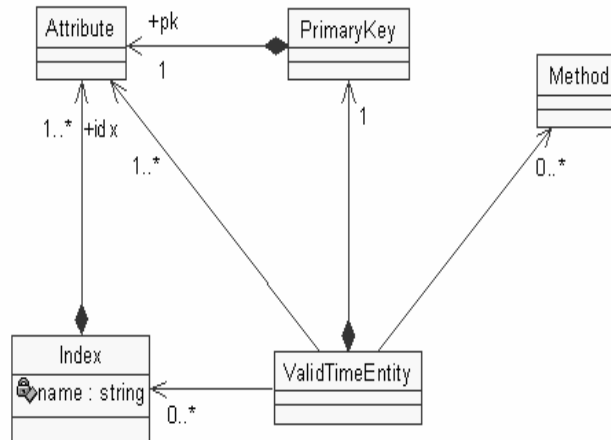 Attribute
+pk
PrimaryKey
1
Method
1..*
+idx
1..*
1
0..*
Index
name : string
ValidTimeEntity
0..*